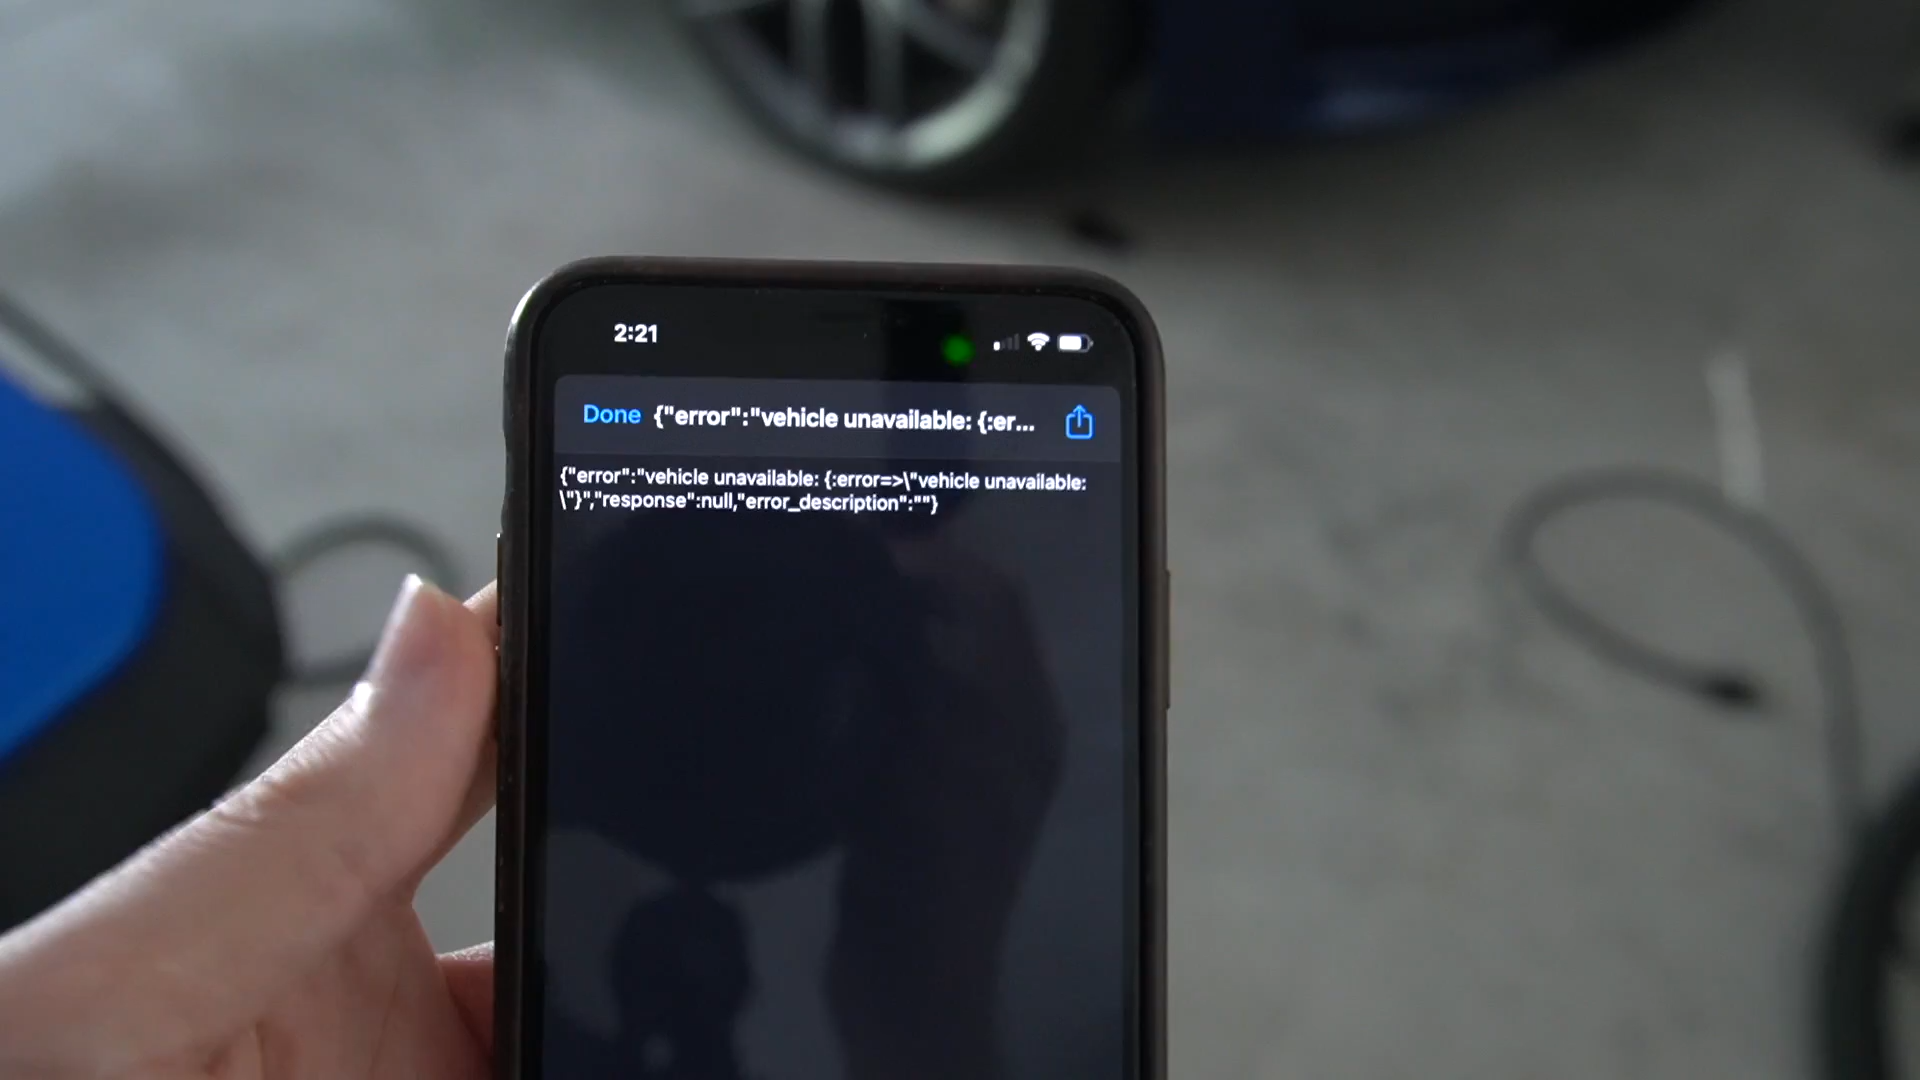 2:21
Done {"error":"vehicle unavailable: {:er...
{"error":"vehicle unavailable: {:error=>\"vehicle unavailable:
\"}","response":null,"error_description":""}